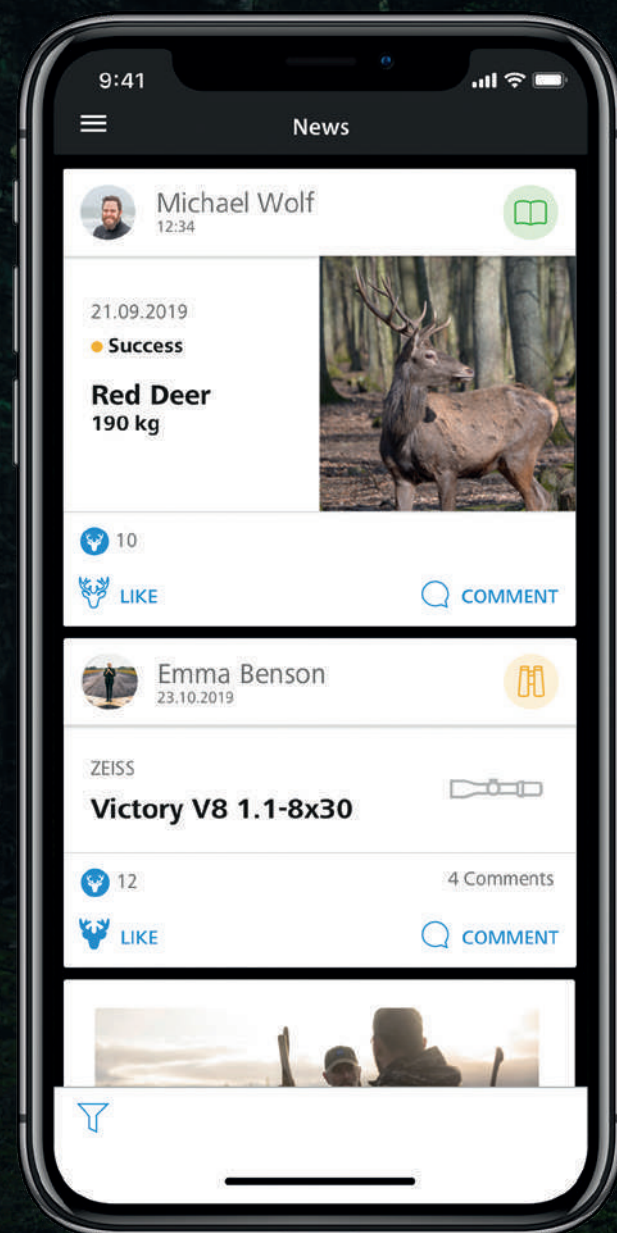 9:41
News
Michael Wolf
12:34
21.09.2019
Success
Red Deer
190 kg
10
LIKE
COMMENT
Emma Benson
23.10.2019
ZEISS
Victory V8 1.1-8x30
12
4 Comments
LIKE
COMMENT